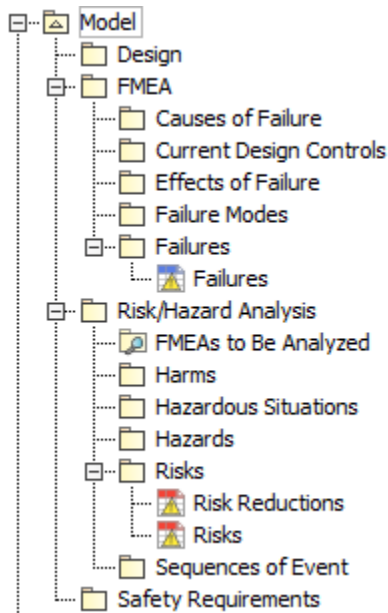 Model
Design
FMEA
Causes of Failure
Current Design Controls
Effects of Failure
Failure Modes
Failures
Failures
Risk/Hazard Analysis
FMEAs to Be Analyzed
Harms
Hazardous Situations
Hazards
Risks
Risk Reductions
Risks
Sequences of Event
Safety Requirements